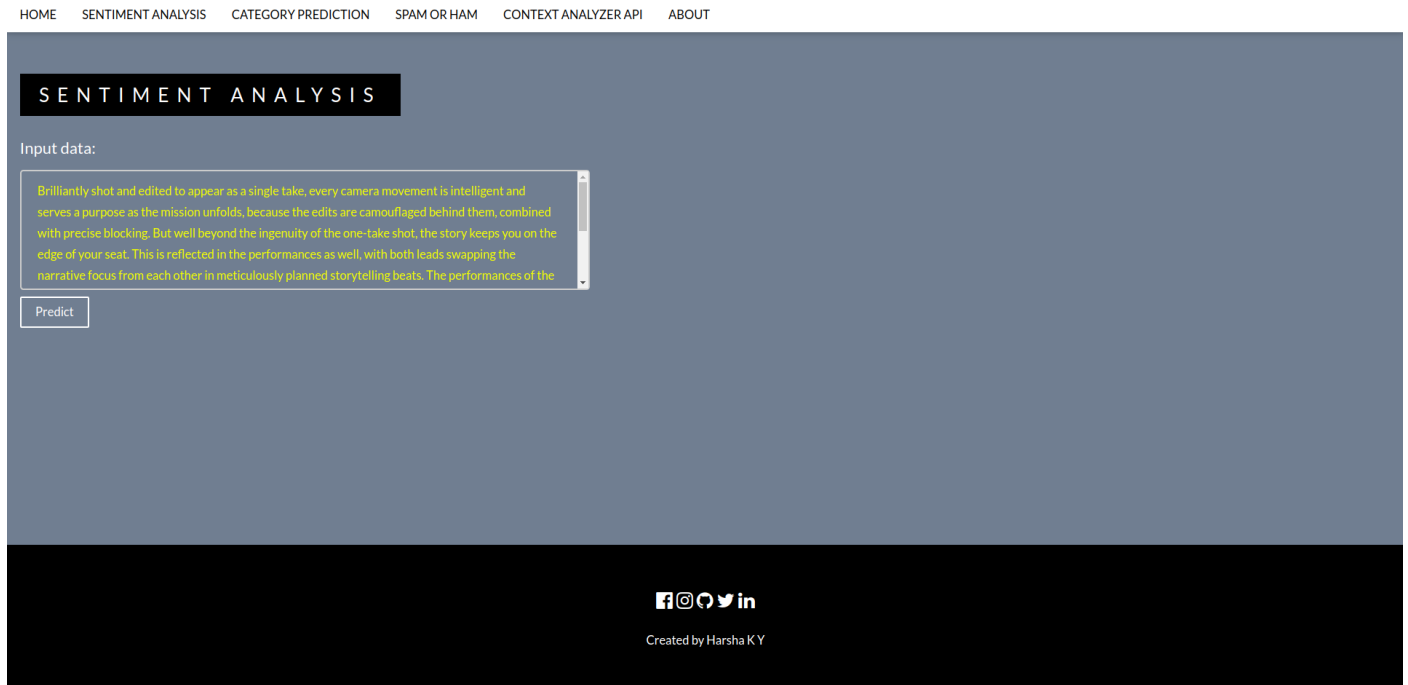 HOME SENTIMENT ANALYSIS CATEGORY PREDICTION SPAM OR HAM CONTEXT ANALYZER API ABOUT
SENTIMENT ANALYSIS
Input data:
Brilliantly shot and edited to appear as a single take, every camera movement is intelligent and
serves a purpose as the mission unfolds, because the edits are camouflaged behind them, combined
with precise blocking. But well beyond the ingenuity of the one-take shot, the story keeps you on the
edge of your seat. This is reflected in the performances as well, with both leads swapping the
narrative focus from each other in meticulously planned storytelling beats. The performances of the
Predict
Created by Harsha K Y